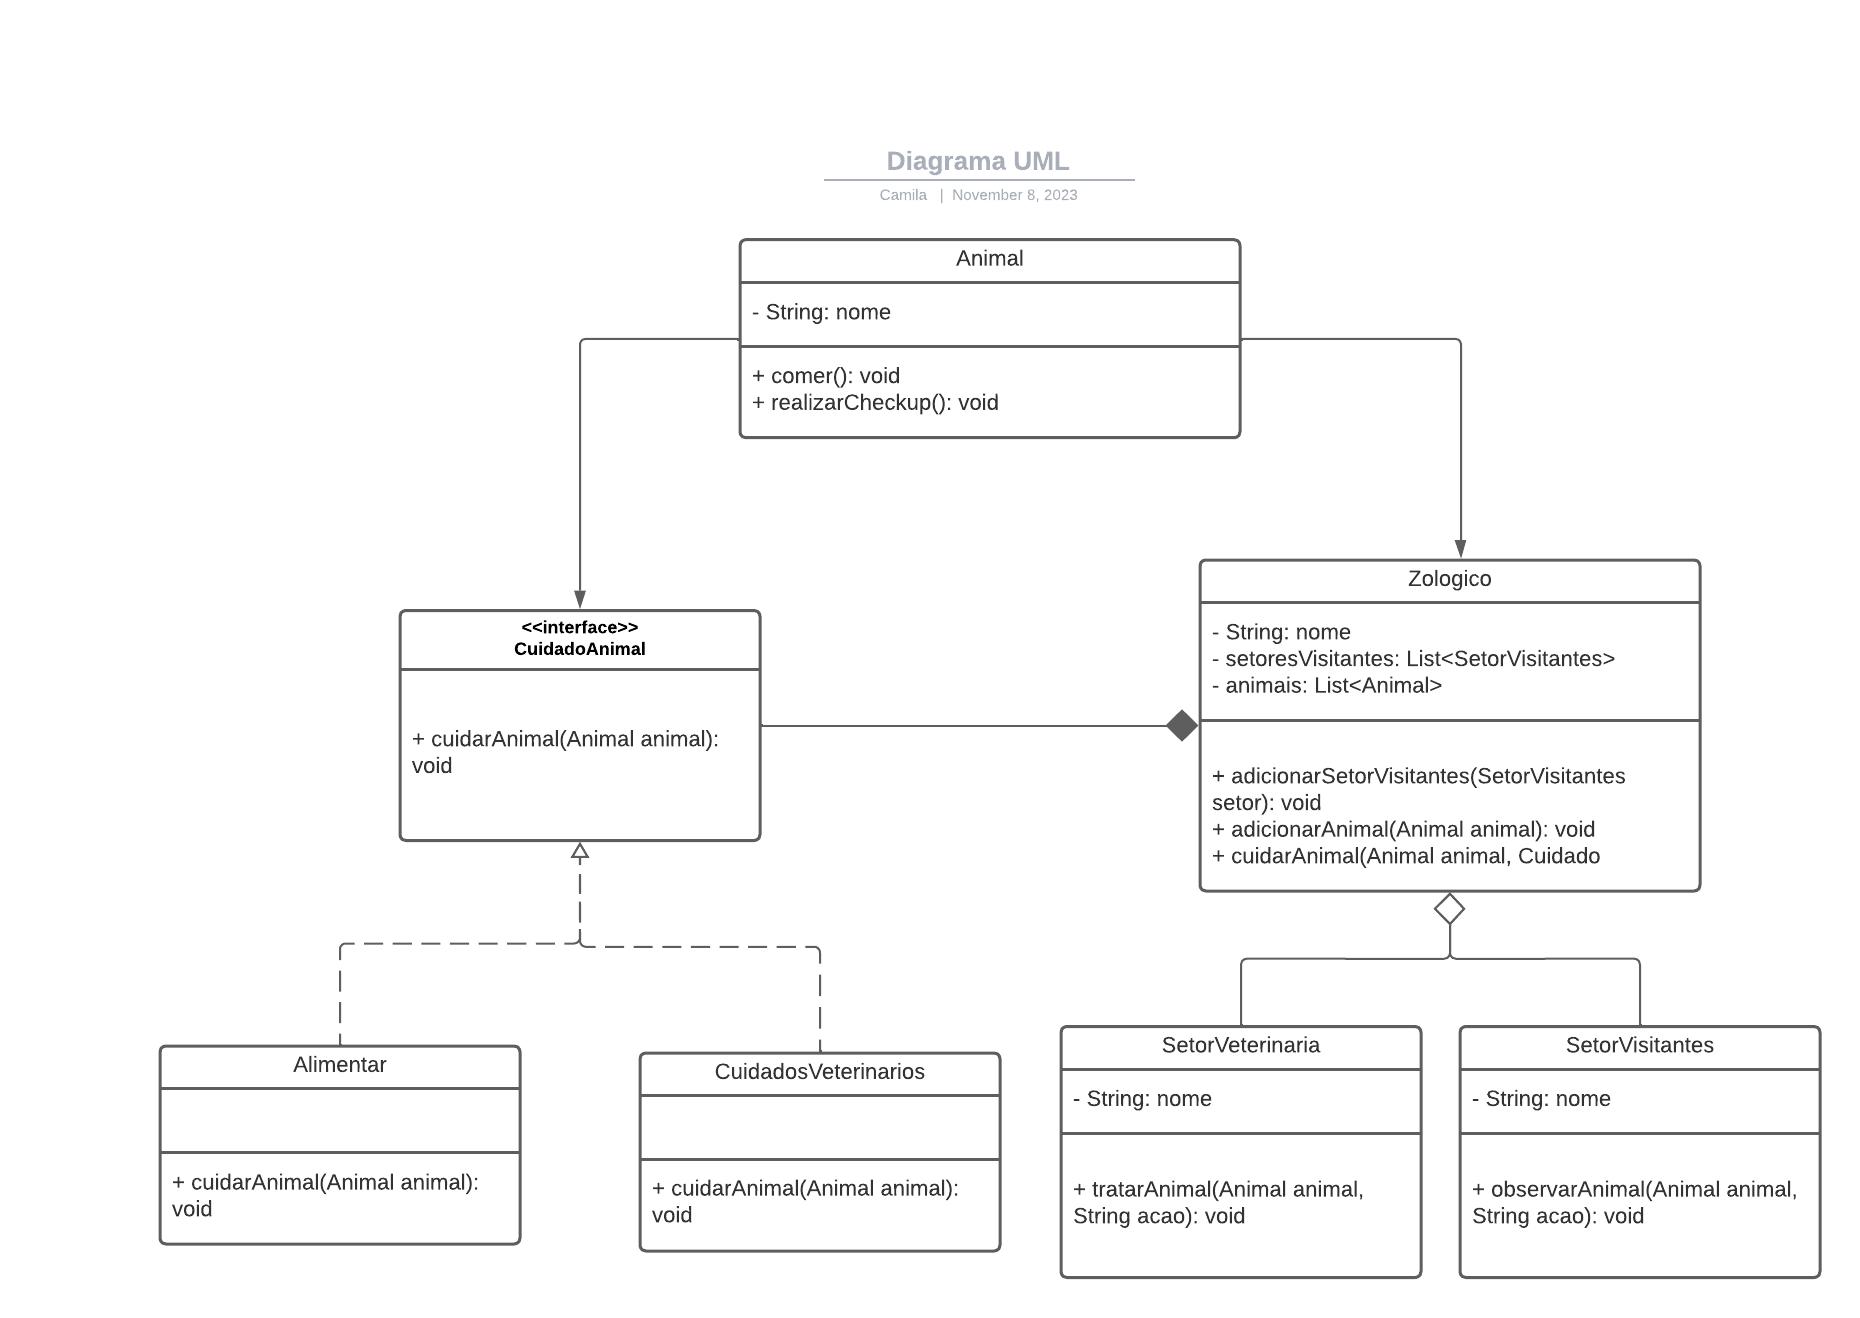 Diagrama UML
Camila | November 8, 2023
Animal
- String: nome
+ comer(): void
+ realizarCheckup(): void
<<interface>>
CuidadoAnimal
+ cuidarAnimal(Animal animal):
void
Zologico
- String: nome
- setoresVisitantes: List<SetorVisitantes>
- animais: List<Animal>
+ adicionarSetorVisitantes(SetorVisitantes
setor): void
+ adicionarAnimal(Animal animal): void
+ cuidarAnimal(Animal animal, Cuidado
Alimentar
+ cuidarAnimal(Animal animal):
void
CuidadosVeterinarios
+ cuidarAnimal(Animal animal):
void
SetorVeterinaria
- String: nome
+ tratarAnimal(Animal animal,
String acao): void
SetorVisitantes
- String: nome
+ observarAnimal(Animal animal,
String acao): void